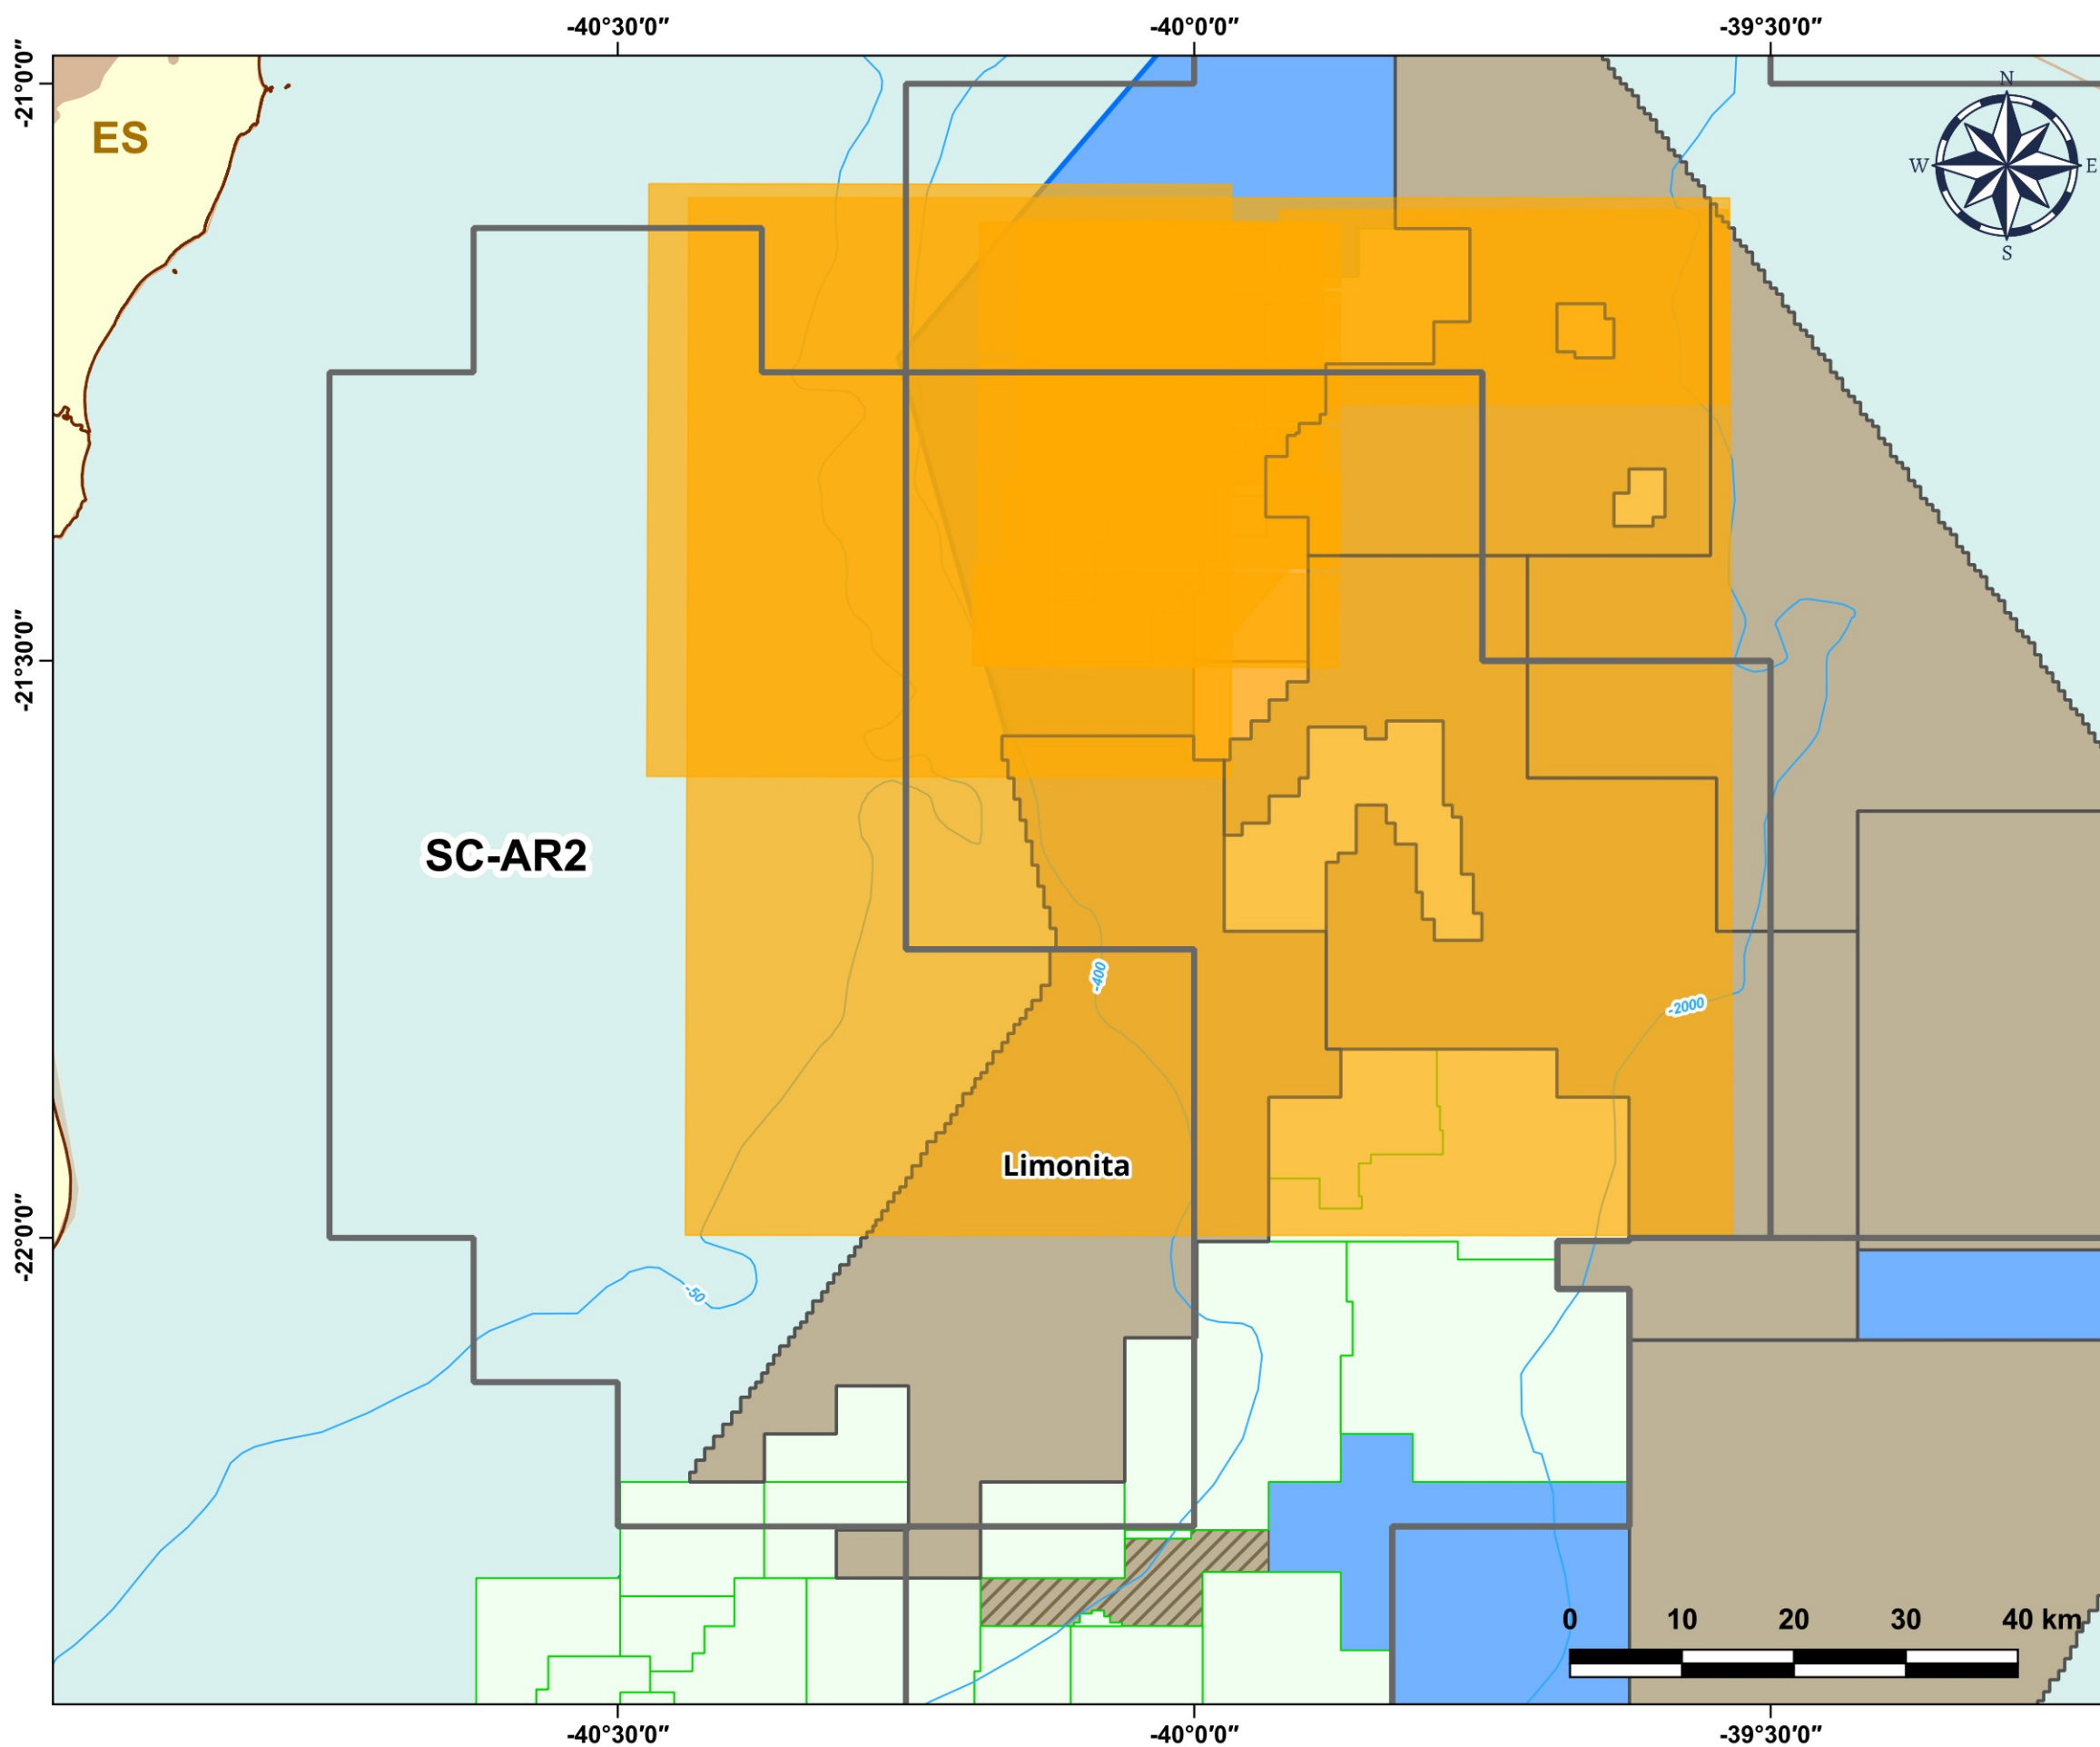 -40°30′0″ -40°0′0″ -39°30′0″
-21°0′0″
N
ES
W E
S
-21°30′0″
SC-AR2
-400
-2000
Limonita
-22°0′0″
-50
0 10 20 30 40 km
-40°30′0″ -40°0′0″ -39°30′0″